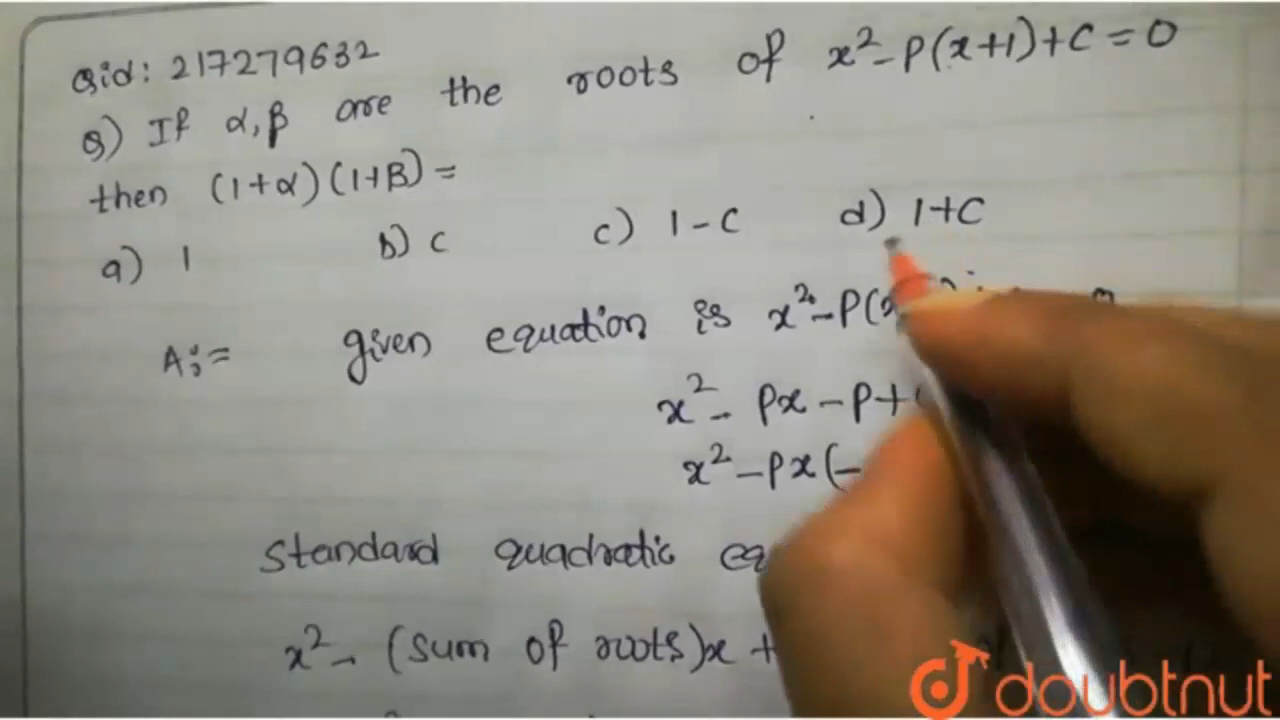 Qid: 217279632
Q) If α, β are the roots of x² - P(x+1) + C = 0
then (1+α)(1+β) =
a) 1 b) C c) 1 - C d) 1 + C
A:= given equation is x² - P(x
x² - Px - P +
x² - Px (-
standard quadratic eq
x² - (sum of roots)x +
doubtnut